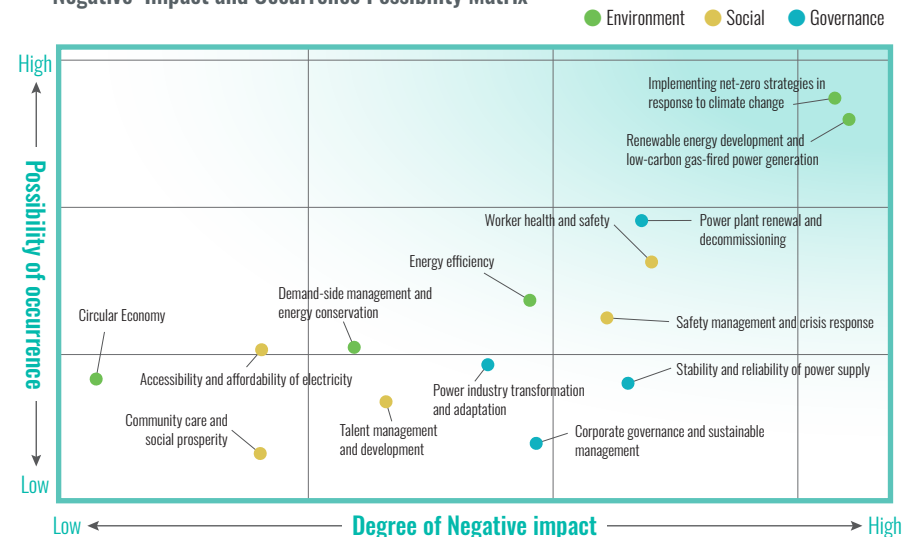 Negative Impact and Occurrence Possibility Matrix
Environment
Social
Governance
High
Possibility of occurrence
Low
Implementing net-zero strategies in
response to climate change
Renewable energy development and
low-carbon gas-fired power generation
Worker health and safety
Power plant renewal and
decommissioning
Energy efficiency
Demand-side management and
energy conservation
Circular Economy
Safety management and crisis response
Accessibility and affordability of electricity
Stability and reliability of power supply
Power industry transformation
and adaptation
Community care and
social prosperity
Talent management
and development
Corporate governance and sustainable
management
Low
Degree of Negative impact
High